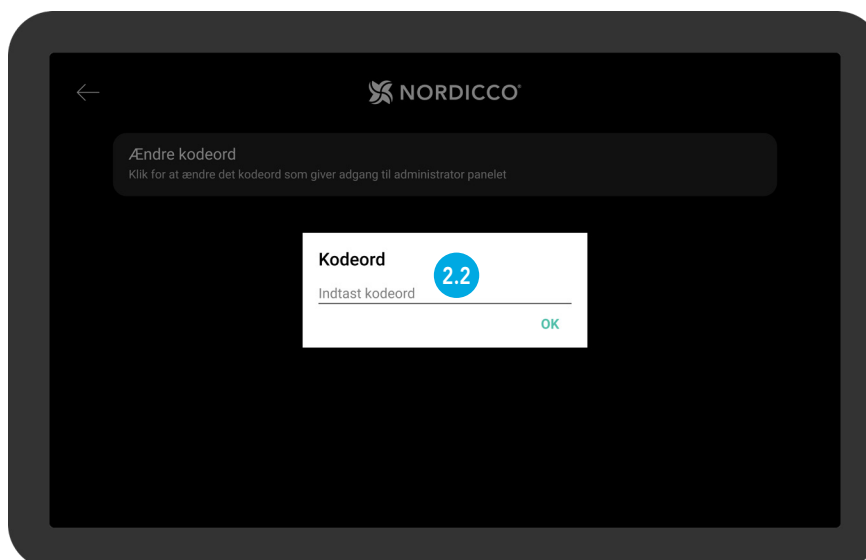 NORDICCO®
Ændre kodeord
Klik for at ændre det kodeord som giver adgang til administrator panelet
Kodeord
2.2
Indtast kodeord
OK